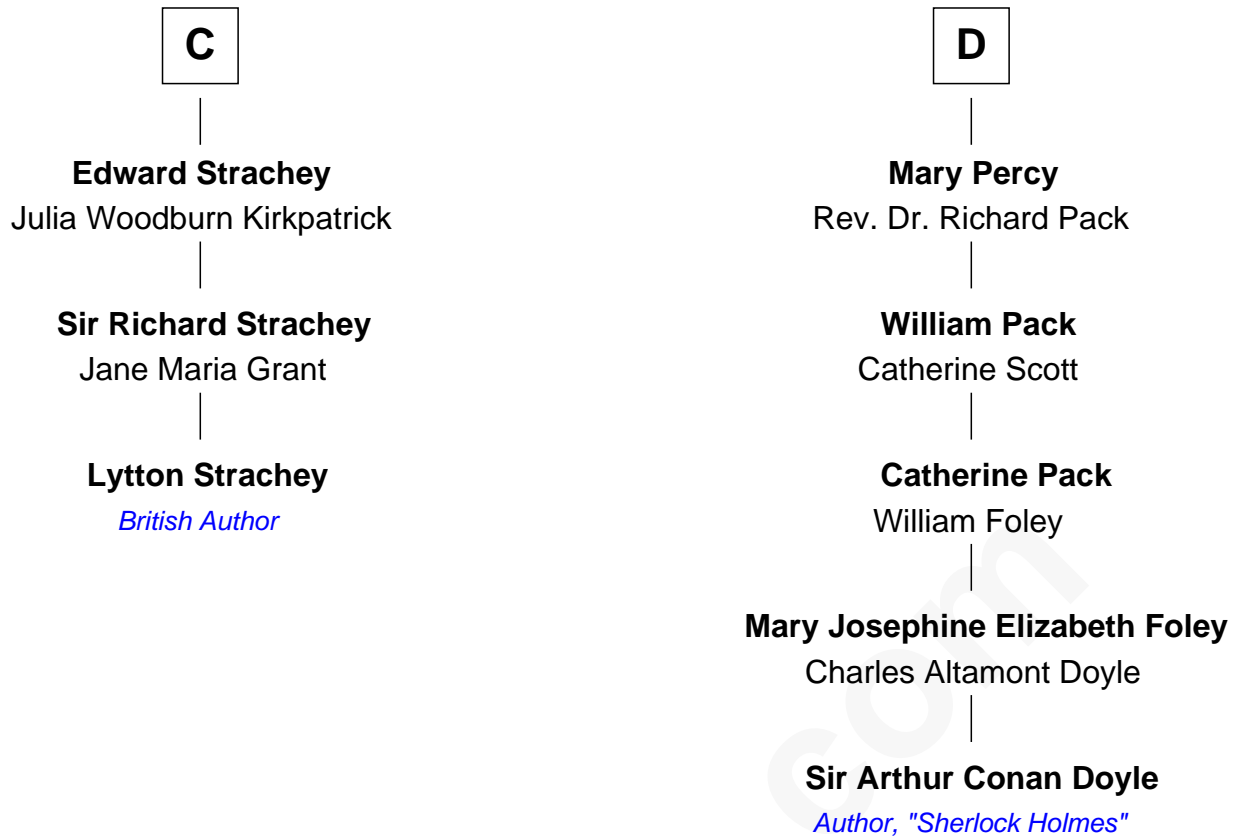 C
Edward Strachey
Julia Woodburn Kirkpatrick
Sir Richard Strachey
Jane Maria Grant
Lytton Strachey
British Author
D
Mary Percy
Rev. Dr. Richard Pack
William Pack
Catherine Scott
Catherine Pack
William Foley
Mary Josephine Elizabeth Foley
Charles Altamont Doyle
Sir Arthur Conan Doyle
Author, "Sherlock Holmes"
com